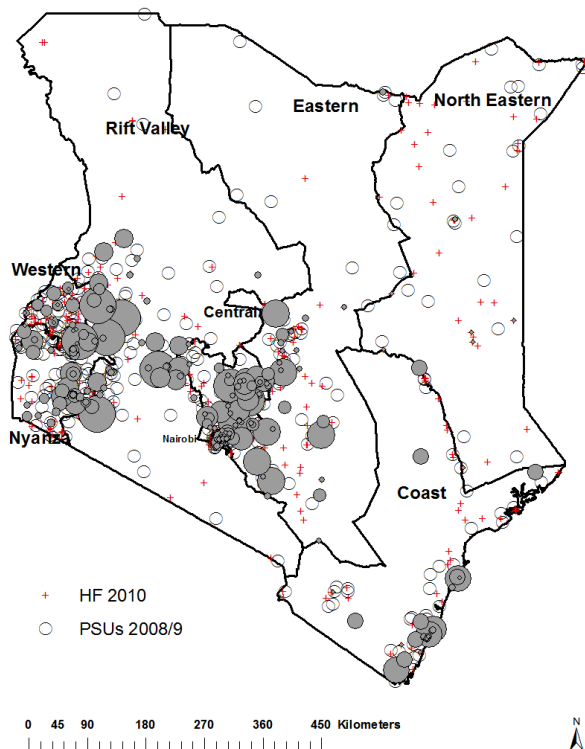 Eastern
North Eastern
Rift Valley
Western
Central
Nyanza
Nairobi
Coast
HF 2010
PSUs 2008/9
0 45 90 180 270 360 450 Kilometers
N